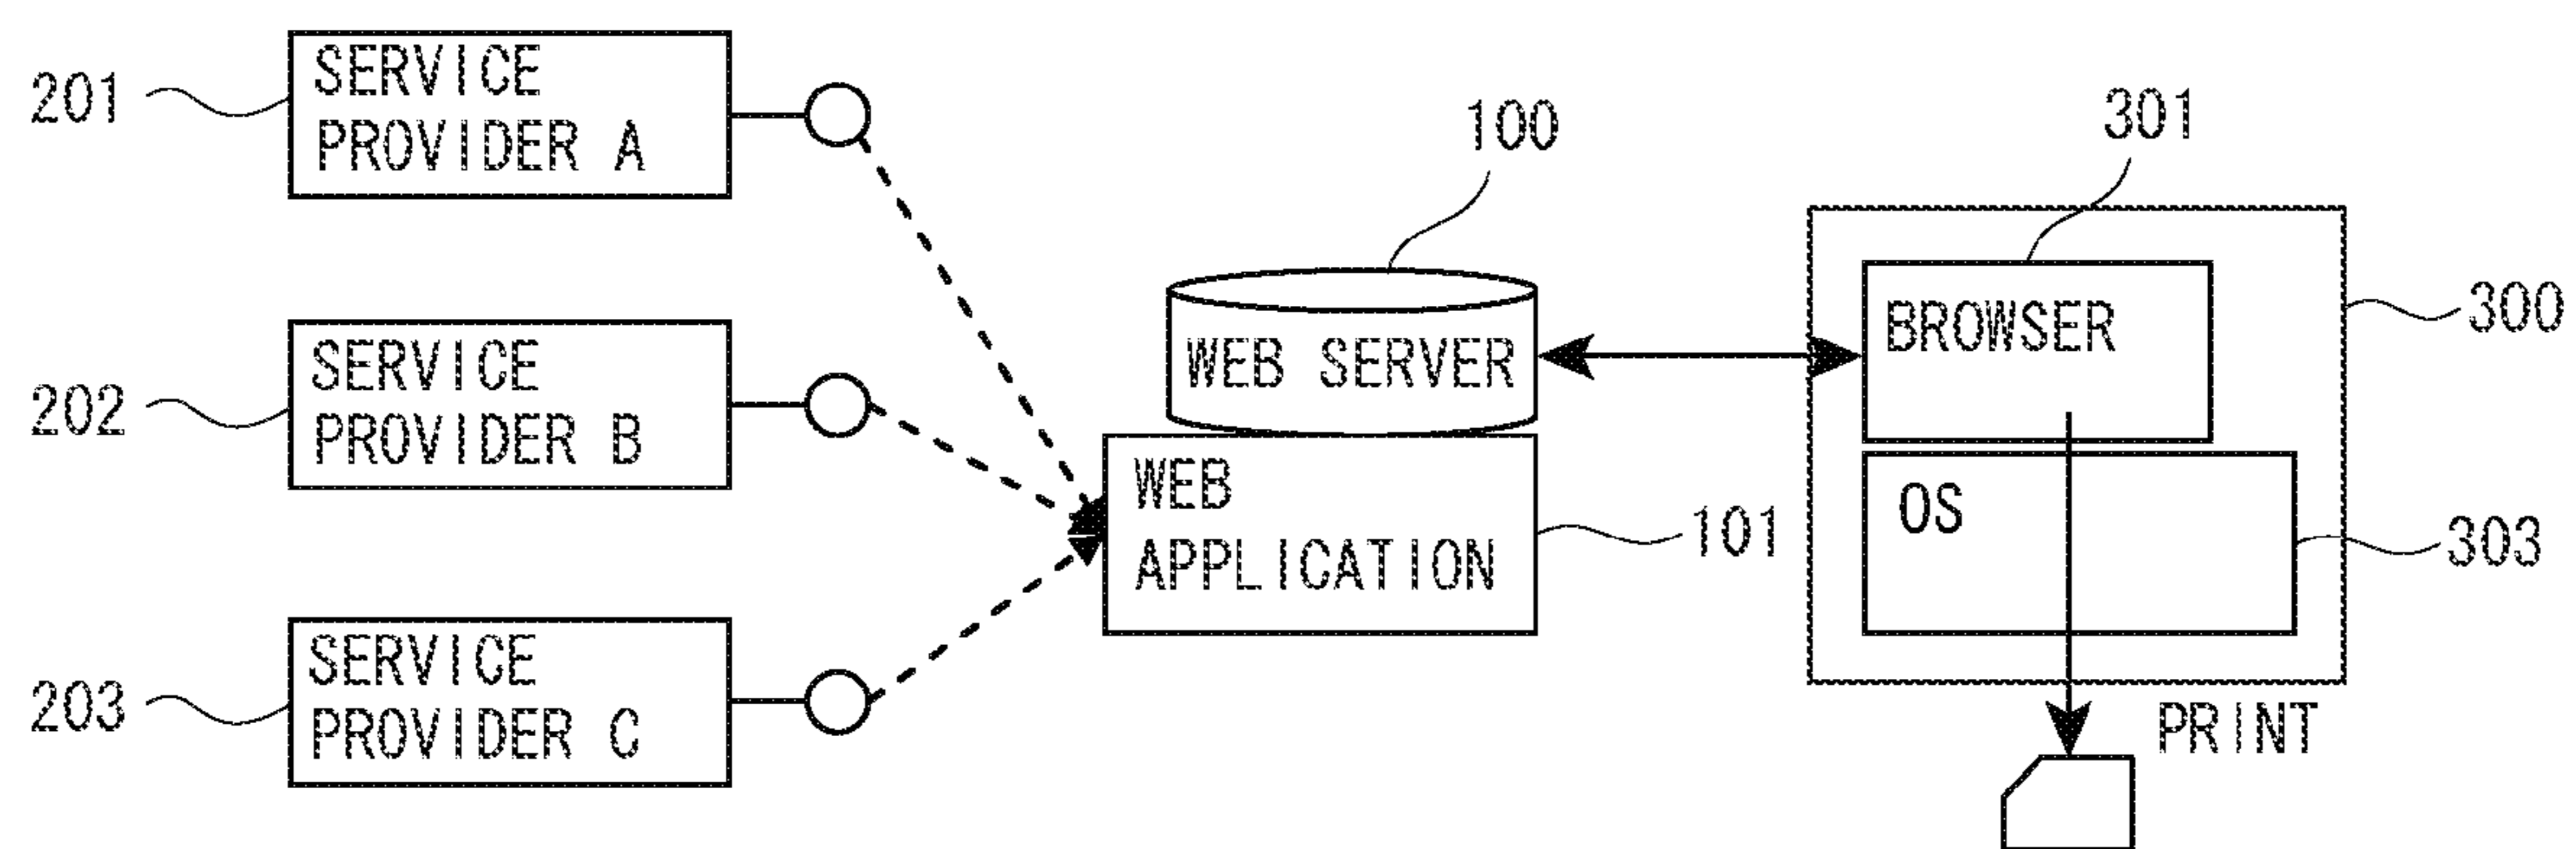 201
SERVICE
PROVIDER A
202
SERVICE
PROVIDER B
203
SERVICE
PROVIDER C
100
WEB SERVER
WEB
APPLICATION
101
301
BROWSER
300
OS
303
PRINT